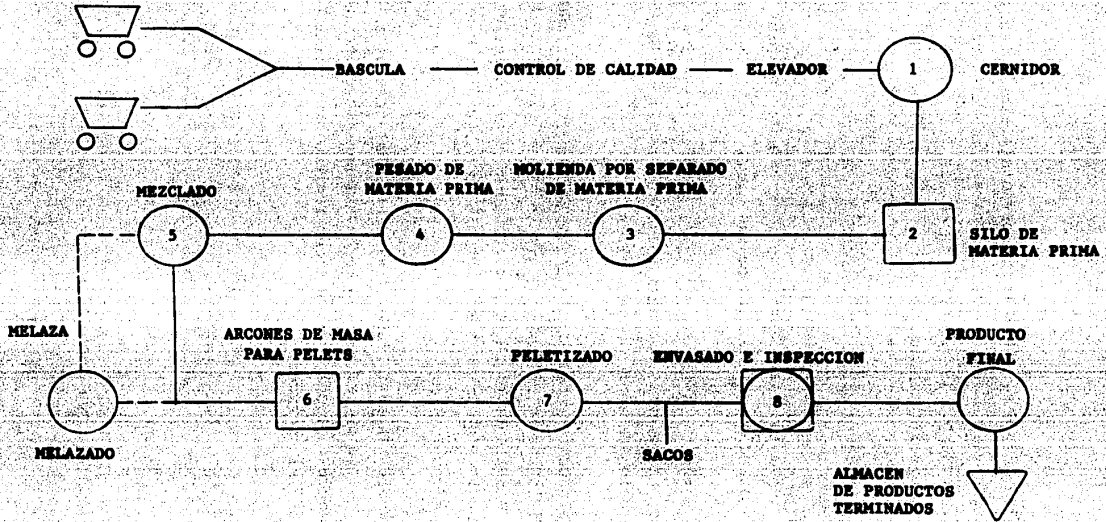 BASCULA
CONTROL DE CALIDAD
ELEVADOR
1
CERNIDOR
PESADO DE
MATERIA PRIMA
MOLIENDA POR SEPARADO
DE MATERIA PRIMA
MEZCLADO
5
4
3
2
SILO DE
MATERIA PRIMA
MELAZA
ARCONES DE MASA
PARA PELETS
PELETIZADO
ENVASADO E INSPECCION
PRODUCTO
FINAL
6
7
8
MELAZADO
SACOS
ALMACEN
DE PRODUCTOS
TERMINADOS